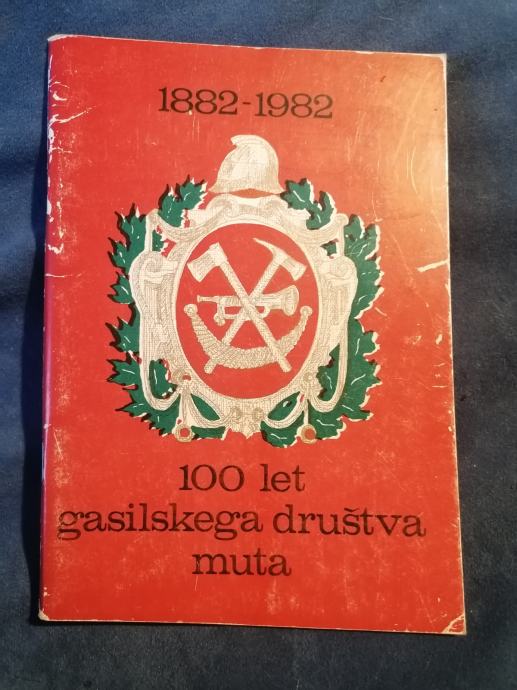 1882-1982
100 let
gasilskega društva
muta